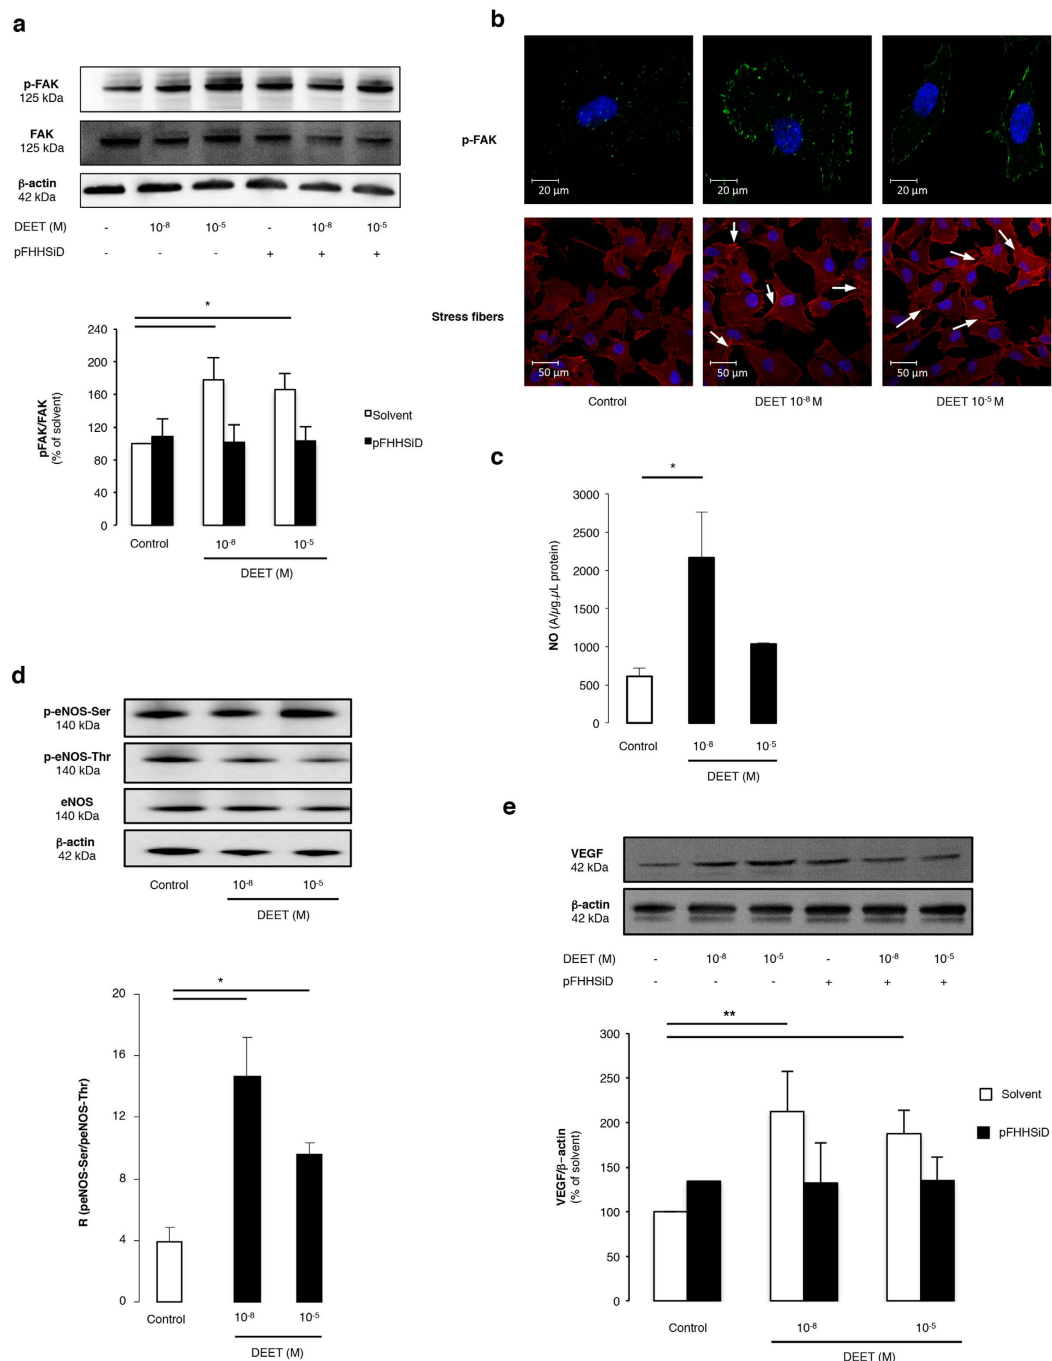 a
p-FAK
125 kDa
FAK
125 kDa
β-actin
42 kDa
DEET (M) - 10⁻⁸ 10⁻⁵ - 10⁻⁸ 10⁻⁵
pFHHSiD - - - + + +
*
240
200
160
120
80
40
0
pFAK/FAK
(% of solvent)
Solvent
pFHHSiD
Control 10⁻⁸ 10⁻⁵
DEET (M)
b
p-FAK
20 µm 20 µm 20 µm
Stress fibers
50 µm 50 µm 50 µm
Control DEET 10⁻⁸ M DEET 10⁻⁵ M
c
*
3000
2500
2000
1500
1000
500
0
NO (A/µg.µL protein)
Control 10⁻⁸ 10⁻⁵
DEET (M)
d
p-eNOS-Ser
140 kDa
p-eNOS-Thr
140 kDa
eNOS
140 kDa
β-actin
42 kDa
Control 10⁻⁸ 10⁻⁵
DEET (M)
*
20
16
12
8
4
0
R (peNOS-Ser/peNOS-Thr)
Control 10⁻⁸ 10⁻⁵
DEET (M)
e
VEGF
42 kDa
β-actin
42 kDa
DEET (M) - 10⁻⁸ 10⁻⁵ - 10⁻⁸ 10⁻⁵
pFHHSiD - - - + + +
**
300
250
200
150
100
50
0
VEGF/β-actin
(% of solvent)
Solvent
pFHHSiD
Control 10⁻⁸ 10⁻⁵
DEET (M)